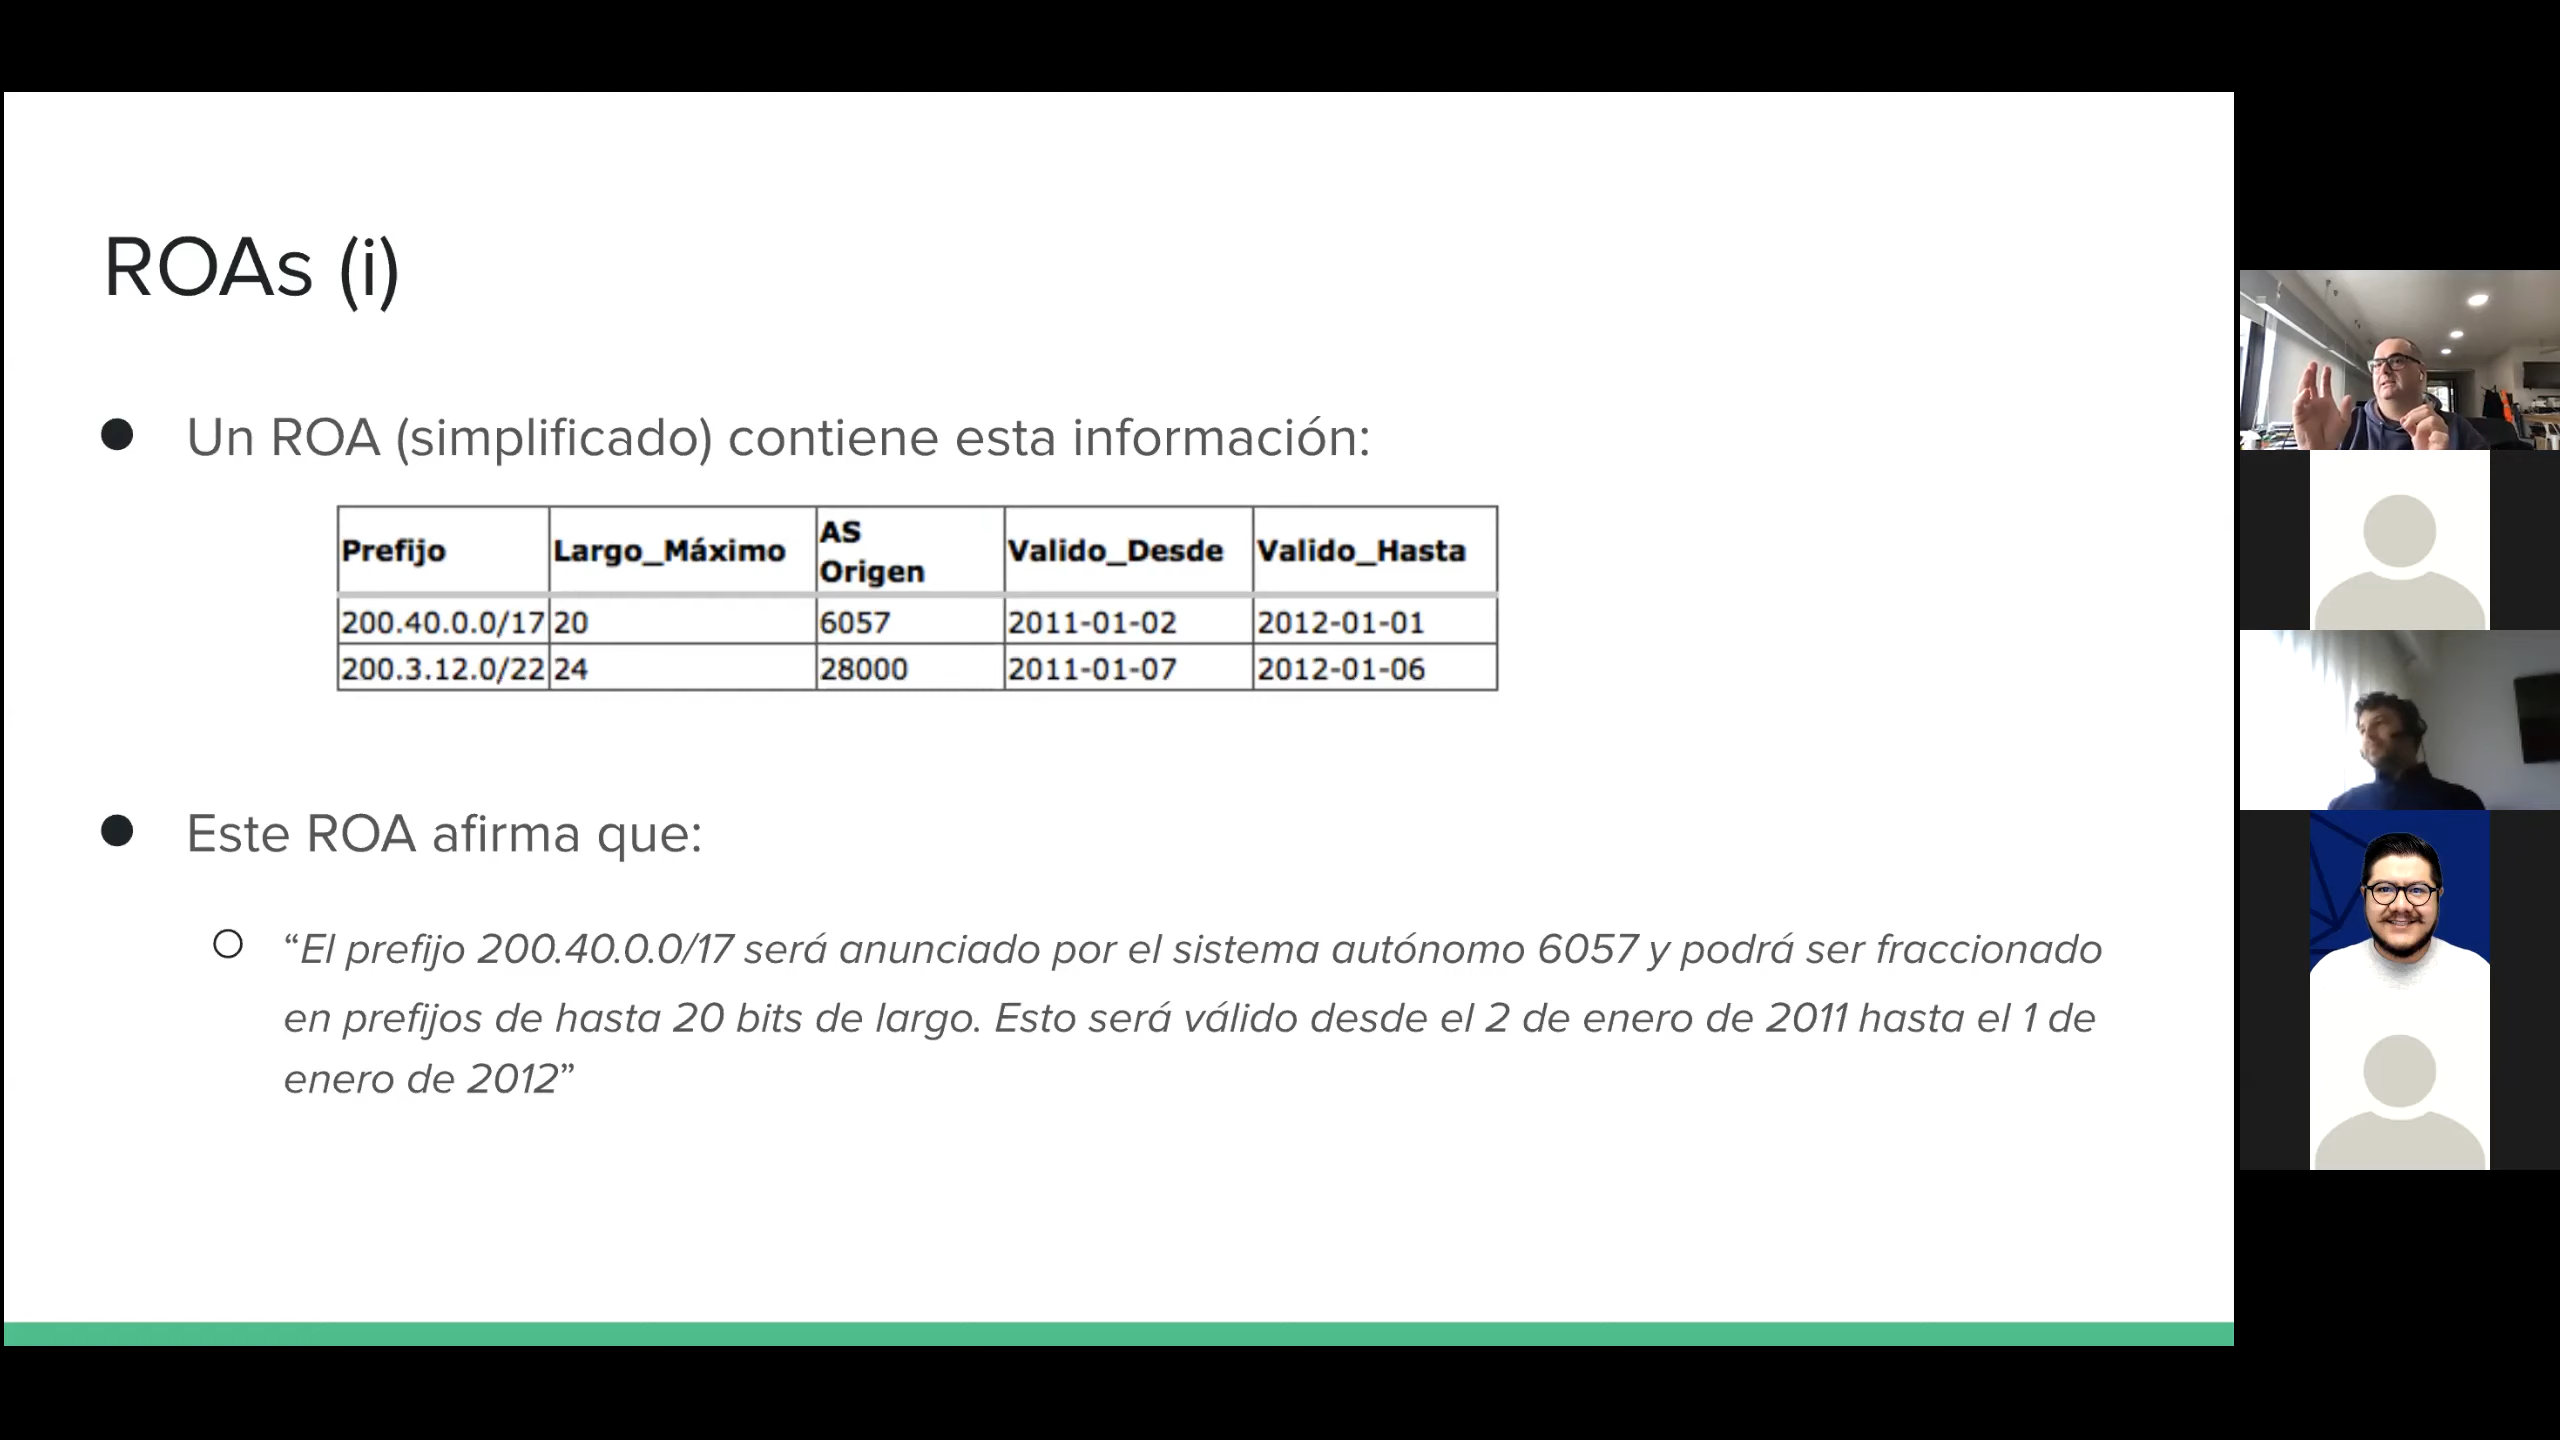 ROAs (i)
● Un ROA (simplificado) contiene esta información:
Prefijo Largo_Máximo AS Origen Valido_Desde Valido_Hasta
200.40.0.0/17 20 6057 2011-01-02 2012-01-01
200.3.12.0/22 24 28000 2011-01-07 2012-01-06
● Este ROA afirma que:
○ “El prefijo 200.40.0.0/17 será anunciado por el sistema autónomo 6057 y podrá ser fraccionado
en prefijos de hasta 20 bits de largo. Esto será válido desde el 2 de enero de 2011 hasta el 1 de
enero de 2012”